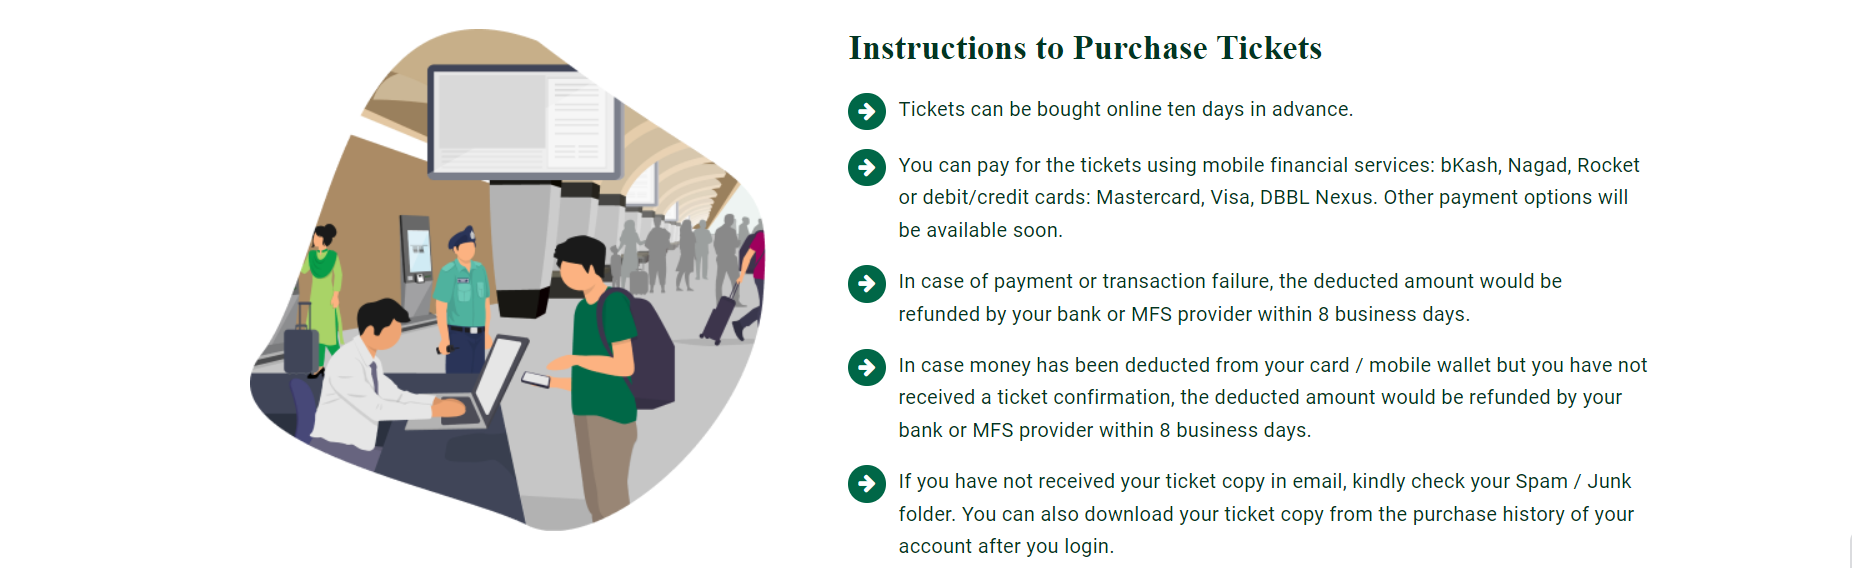 Instructions to Purchase Tickets
Tickets can be bought online ten days in advance.
You can pay for the tickets using mobile financial services: bKash, Nagad, Rocket
or debit/credit cards: Mastercard, Visa, DBBL Nexus. Other payment options will
be available soon.
In case of payment or transaction failure, the deducted amount would be
refunded by your bank or MFS provider within 8 business days.
In case money has been deducted from your card / mobile wallet but you have not
received a ticket confirmation, the deducted amount would be refunded by your
bank or MFS provider within 8 business days.
If you have not received your ticket copy in email, kindly check your Spam / Junk
folder. You can also download your ticket copy from the purchase history of your
account after you login.